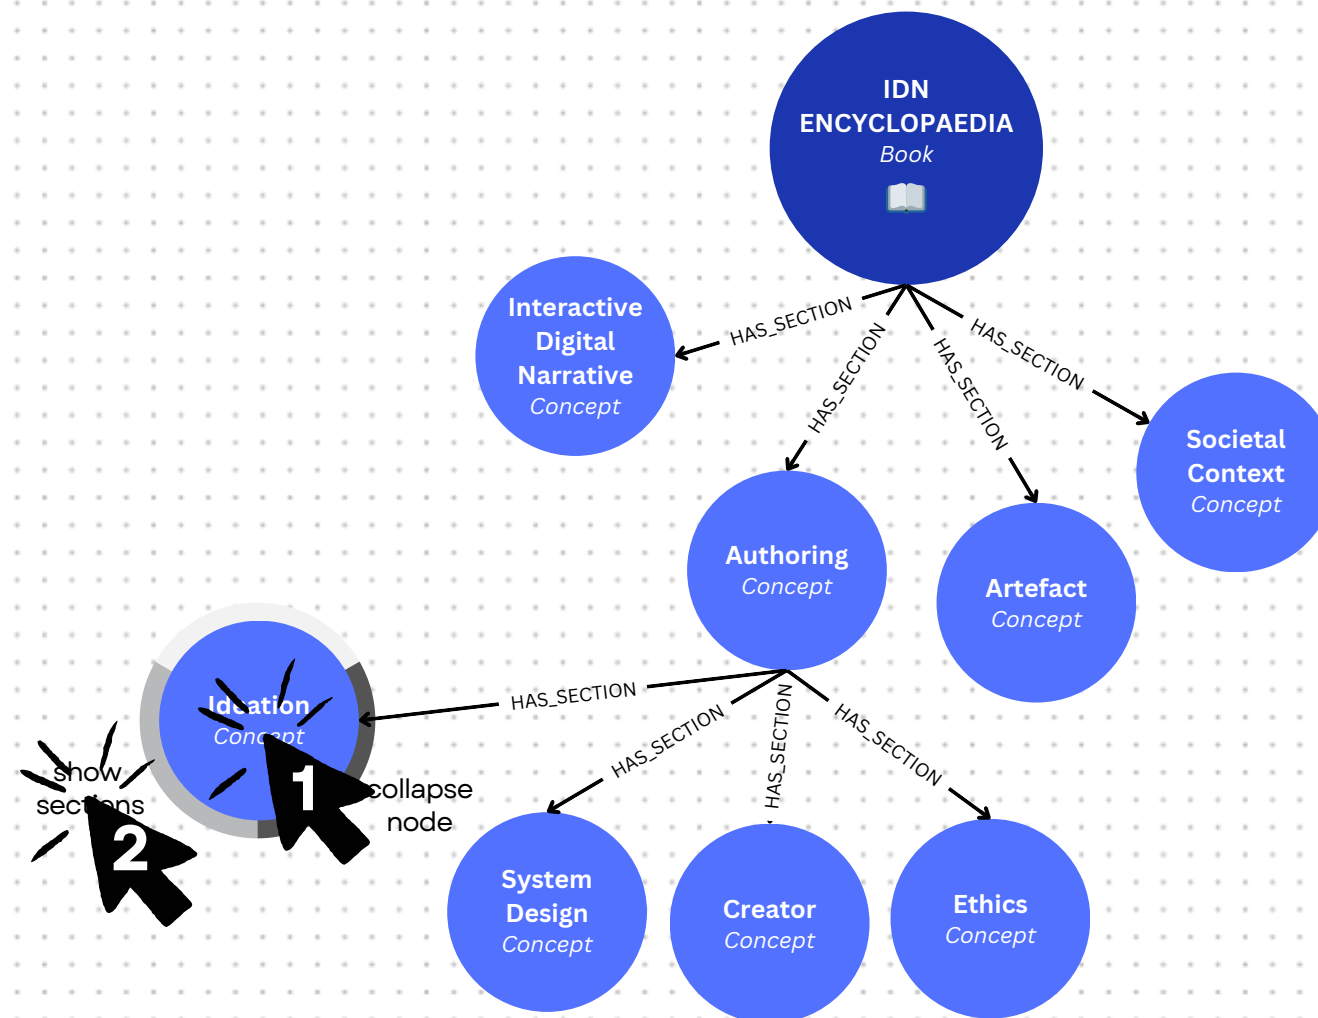 IDN
ENCYCLOPAEDIA
Book
Interactive
Digital
Narrative
Concept
HAS_SECTION
HAS_SECTION
HAS_SECTION
HAS_SECTION
Societal
Context
Concept
Authoring
Concept
Artefact
Concept
Ideation
Concept
HAS_SECTION
HAS_SECTION
HAS_SECTION
HAS_SECTION
show
sections
1
collapse
node
2
System
Design
Concept
Creator
Concept
Ethics
Concept